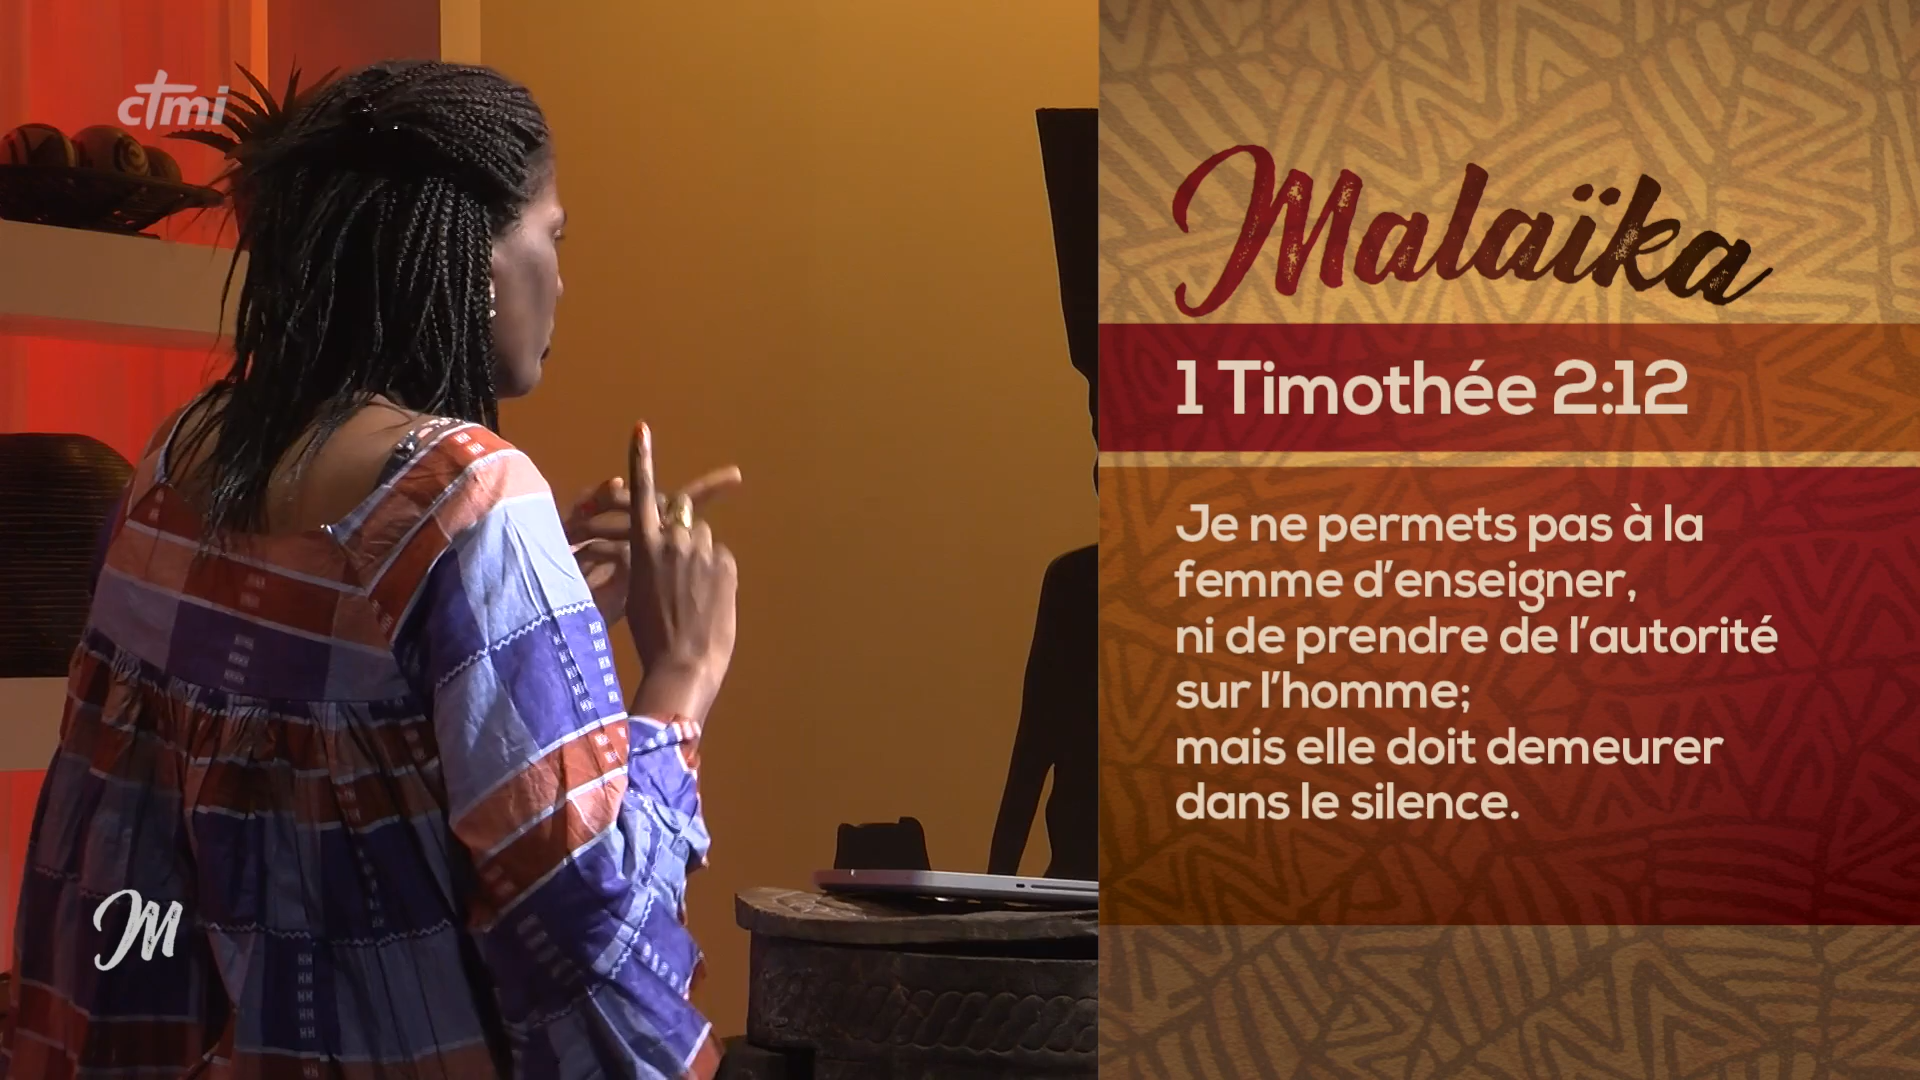 ctmi
Malaïka
1 Timothée 2:12
Je ne permets pas à la
femme d'enseigner,
ni de prendre de l'autorité
sur l'homme;
mais elle doit demeurer
dans le silence.
M